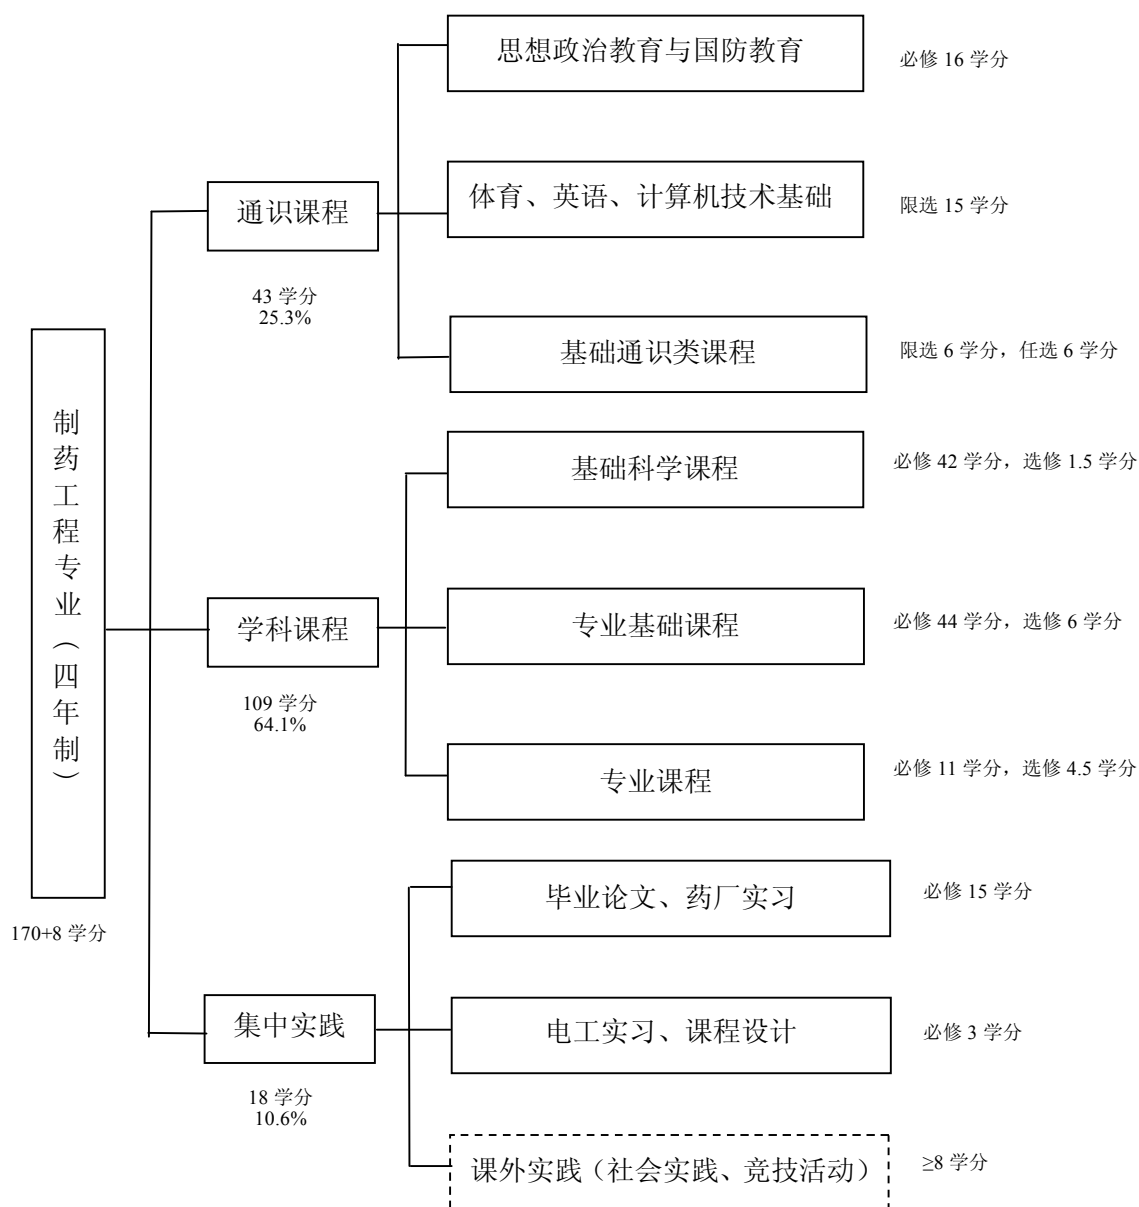 制药工程专业（四年制）
170+8 学分
通识课程
43 学分
25.3%
思想政治教育与国防教育
必修 16 学分
体育、英语、计算机技术基础
限选 15 学分
基础通识类课程
限选 6 学分，任选 6 学分
学科课程
109 学分
64.1%
基础科学课程
必修 42 学分，选修 1.5 学分
专业基础课程
必修 44 学分，选修 6 学分
专业课程
必修 11 学分，选修 4.5 学分
集中实践
18 学分
10.6%
毕业论文、药厂实习
必修 15 学分
电工实习、课程设计
必修 3 学分
课外实践（社会实践、竞技活动）
≥8 学分